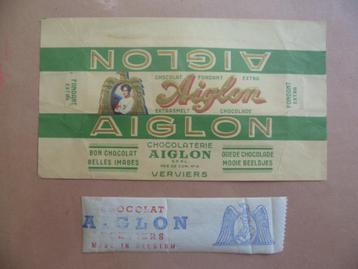 AIGLON
CHOCOLAT FONDANT EXTRA
Aiglon
EXTRASMELT CHOCOLADE
FONDANT
EXTRA
FONDANT
EXTRA
AIGLON
BON CHOCOLAT
BELLES IMAGES
CHOCOLATERIE
AIGLON
S.P.R.L.
VERVIERS
GOEDE CHOCOLADE
MOOIE BEELDJES
CHOCOLAT
AIGLON
VERVIERS
MADE IN BELGIUM